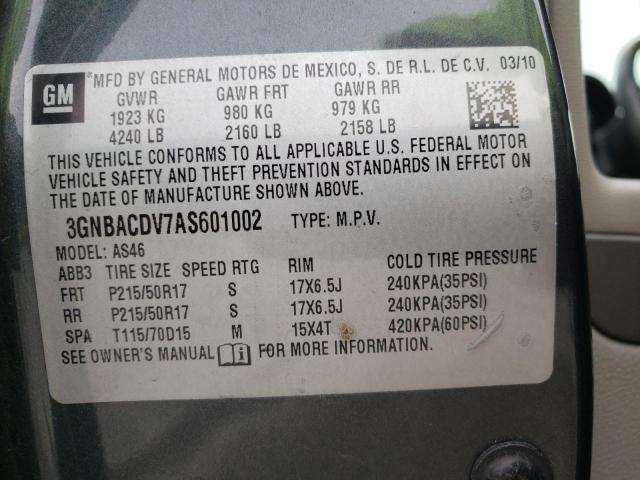 GM
MFD BY GENERAL MOTORS DE MEXICO, S. DE R.L. DE C.V. 03/10
GVWR GAWR FRT GAWR RR
1923 KG 980 KG 979 KG
4240 LB 2160 LB 2158 LB
THIS VEHICLE CONFORMS TO ALL APPLICABLE U.S. FEDERAL MOTOR
VEHICLE SAFETY AND THEFT PREVENTION STANDARDS IN EFFECT ON
THE DATE OF MANUFACTURE SHOWN ABOVE.
3GNBACDV7AS601002 TYPE: M.P.V.
MODEL: AS46
ABB3 TIRE SIZE SPEED RTG RIM COLD TIRE PRESSURE
FRT P215/50R17 S 17X6.5J 240KPA(35PSI)
RR P215/50R17 S 17X6.5J 240KPA(35PSI)
SPA T115/70D15 M 15X4T 420KPA(60PSI)
SEE OWNER'S MANUAL FOR MORE INFORMATION.